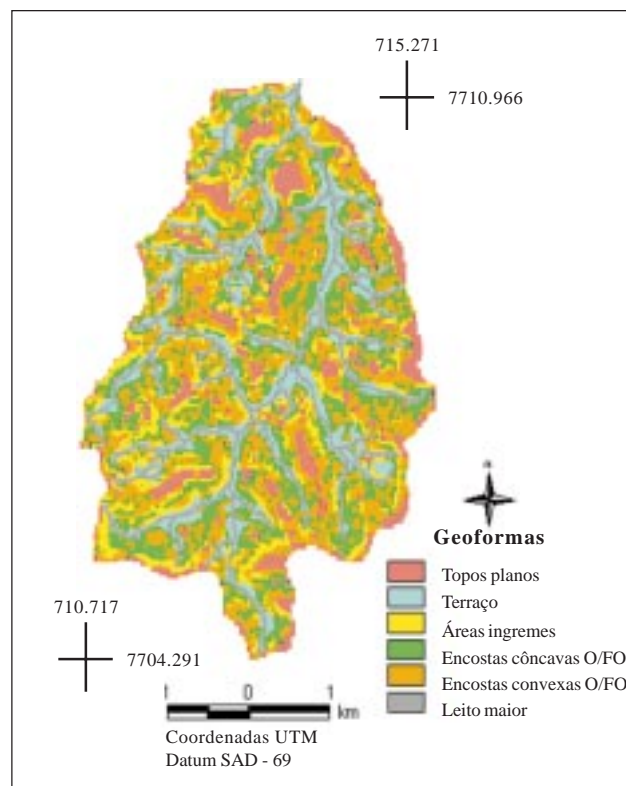 715.271
7710.966
Geoformas
Topos planos
Terraço
Áreas ingremes
Encostas côncavas O/FO
Encostas convexas O/FO
Leito maior
710.717
7704.291
1 0 1
km
Coordenadas UTM
Datum SAD - 69